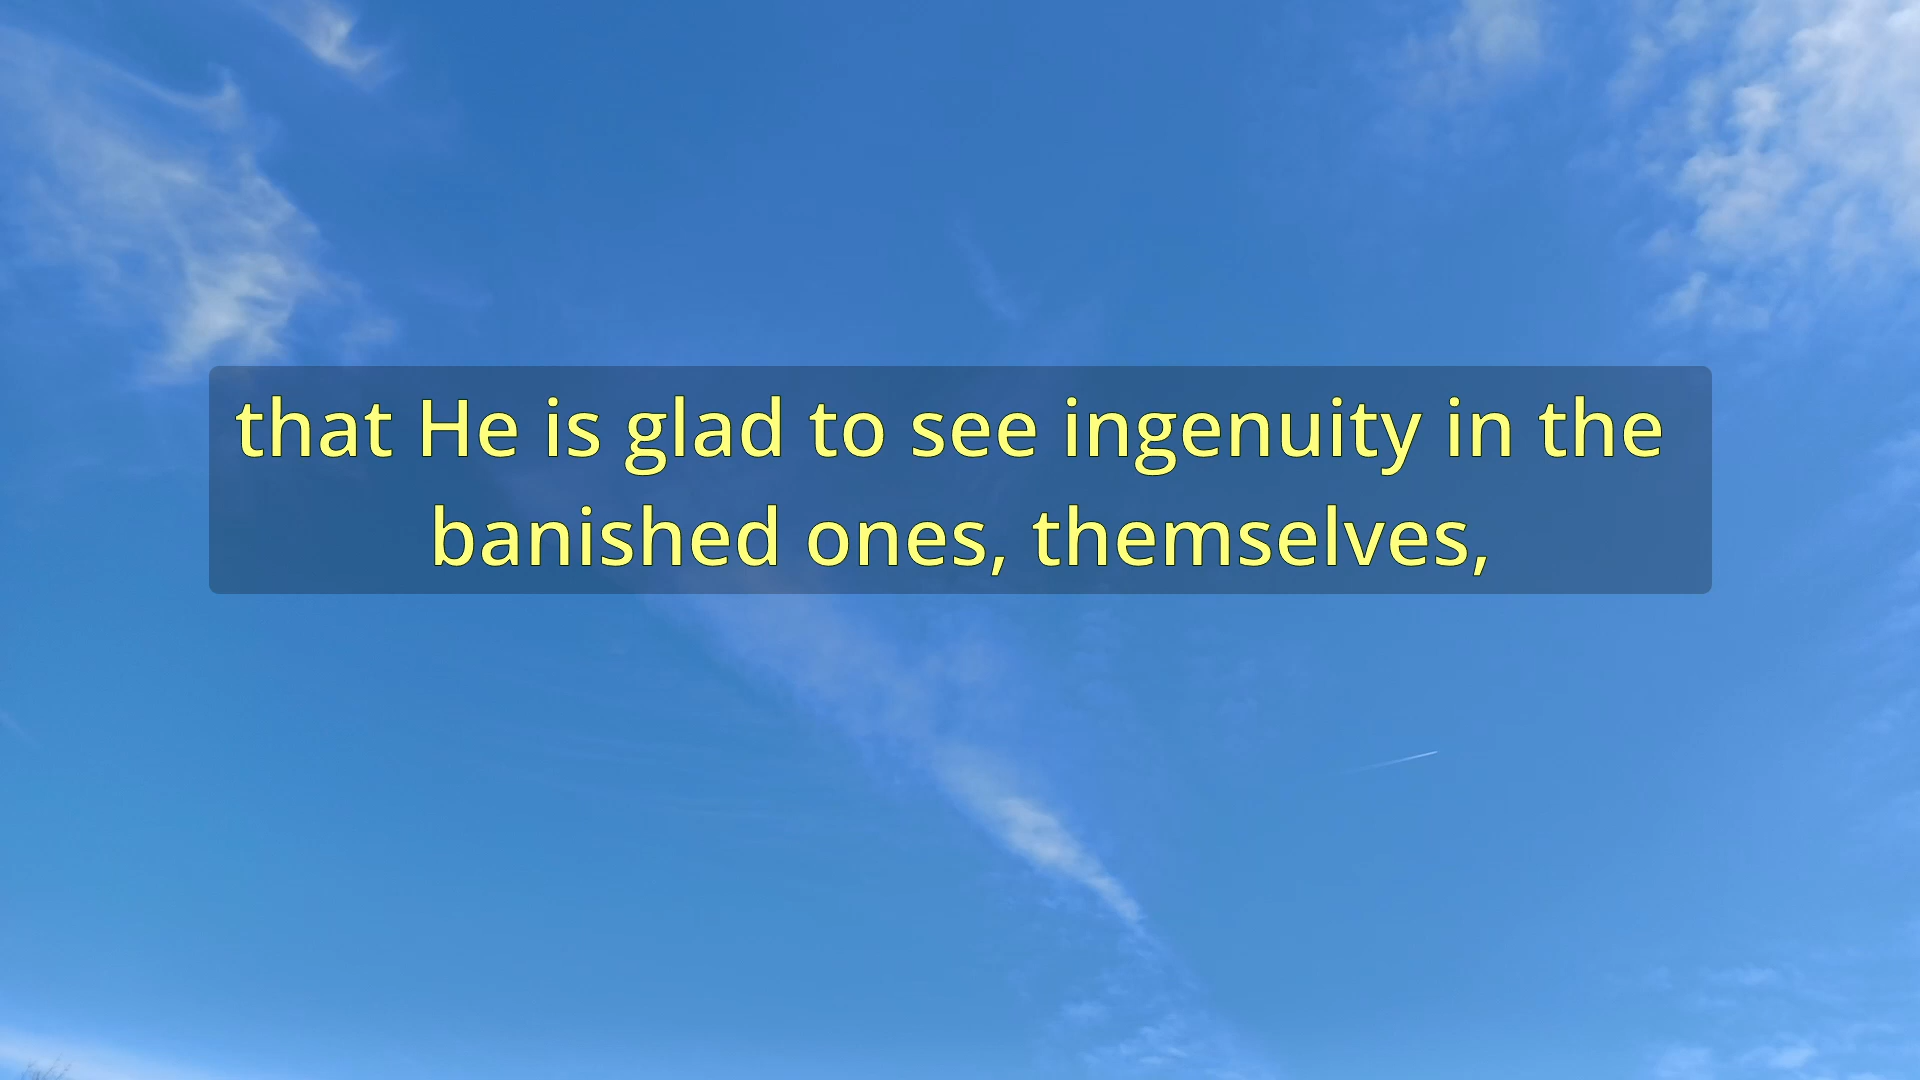 that He is glad to see ingenuity in the
banished ones, themselves,